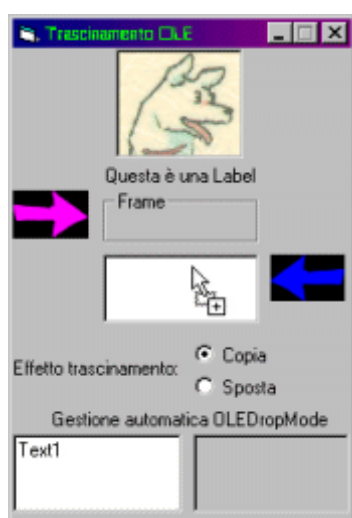 Trascinamento OLE
Questa è una Label
Frame
Copia
Effetto trascinamento:
Sposta
Gestione automatica OLEDropMode
Text1